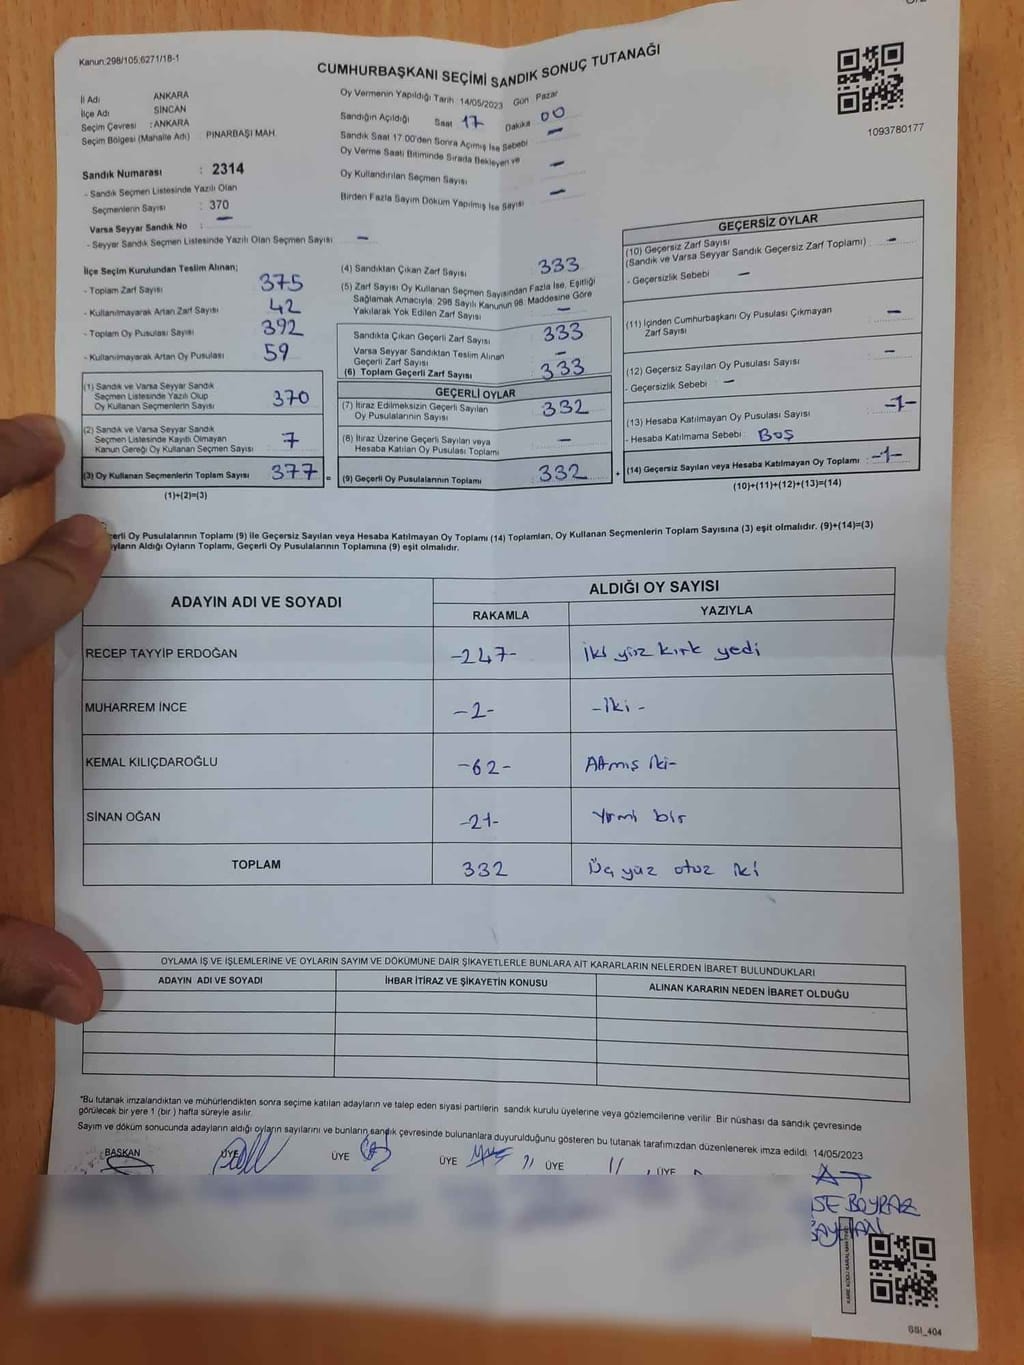 Kanun:298/105;6271/18-1
CUMHURBAŞKANI SEÇİMİ SANDIK SONUÇ TUTANAĞI
1093780177
İl Adı ANKARA
İlçe Adı SİNCAN
Seçim Çevresi : ANKARA
Seçim Bölgesi (Mahalle Adı) : PINARBAŞI MAH.
Sandık Numarası : 2314
- Sandık Seçmen Listesinde Yazılı Olan
Seçmenlerin Sayısı : 370
Varsa Seyyar Sandık No : —
- Seyyar Sandık Seçmen Listesinde Yazılı Olan Seçmen Sayısı : —
Oy Vermenin Yapıldığı Tarih : 14/05/2023 Gün Pazar
Sandığın Açıldığı Saat 17 Dakika 00
Sandık Saat 17.00'den Sonra Açımış İse Sebebi —
Oy Verme Saati Bitiminde Sırada Bekleyen ve
Oy Kullandırılan Seçmen Sayısı —
Birden Fazla Sayım Döküm Yapılmış İse Sayısı —
İlçe Seçim Kurulundan Teslim Alınan;
- Toplam Zarf Sayısı : 375
- Kullanılmayarak Artan Zarf Sayısı : 42
- Toplam Oy Pusulası Sayısı : 392
- Kullanılmayarak Artan Oy Pusulası : 59
(1) Sandık ve Varsa Seyyar Sandık
Seçmen Listesinde Yazılı Olup
Oy Kullanan Seçmenlerin Sayısı : 370
(2) Sandık ve Varsa Seyyar Sandık
Seçmen Listesinde Kayıtlı Olmayan
Kanun Gereği Oy Kullanan Seçmen Sayısı : 7
(3) Oy Kullanan Seçmenlerin Toplam Sayısı : 377 =
(1)+(2)=(3)
(4) Sandıktan Çıkan Zarf Sayısı : 333
(5) Zarf Sayısı Oy Kullanan Seçmen Sayısından Fazla İse, Eşitliği
Sağlamak Amacıyla; 298 Sayılı Kanunun 98. Maddesine Göre
Yakılarak Yok Edilen Zarf Sayısı : —
Sandıkta Çıkan Geçerli Zarf Sayısı : 333
Varsa Seyyar Sandıktan Teslim Alınan
Geçerli Zarf Sayısı : —
(6) Toplam Geçerli Zarf Sayısı : 333
GEÇERLİ OYLAR
(7) İtiraz Edilmeksizin Geçerli Sayılan
Oy Pusulalarının Sayısı : 332
(8) İtiraz Üzerine Geçerli Sayılan veya
Hesaba Katılan Oy Pusulası Toplamı : —
(9) Geçerli Oy Pusulalarının Toplamı : 332 +
GEÇERSİZ OYLAR
(10) Geçersiz Zarf Sayısı
(Sandık ve Varsa Seyyar Sandık Geçersiz Zarf Toplamı) : —
- Geçersizlik Sebebi : —
(11) İçinden Cumhurbaşkanı Oy Pusulası Çıkmayan
Zarf Sayısı : —
(12) Geçersiz Sayılan Oy Pusulası Sayısı : —
- Geçersizlik Sebebi : —
(13) Hesaba Katılmayan Oy Pusulası Sayısı : -1-
- Hesaba Katılmama Sebebi : BOŞ
(14) Geçersiz Sayılan veya Hesaba Katılmayan Oy Toplamı : -1-
(10)+(11)+(12)+(13)=(14)
Oy Pusulalarının Toplamı (9) ile Geçersiz Sayılan veya Hesaba Katılmayan Oy Toplamı (14) Toplamları, Oy Kullanan Seçmenlerin Toplam Sayısına (3) eşit olmalıdır. (9)+(14)=(3)
Aldığı Oyların Toplamı, Geçerli Oy Pusulalarının Toplamına (9) eşit olmalıdır.
ADAYIN ADI VE SOYADI ALDIĞI OY SAYISI
RAKAMLA YAZIYLA
RECEP TAYYİP ERDOĞAN -247- İki yüz kırk yedi
MUHARREM İNCE -2- -İki-
KEMAL KILIÇDAROĞLU -62- Atmış iki-
SİNAN OĞAN -21- Yirmi bir
TOPLAM 332 Üç yüz otuz iki
OYLAMA İŞ VE İŞLEMLERİNE VE OYLARIN SAYIM VE DÖKÜMÜNE DAİR ŞİKAYETLERLE BUNLARA AİT KARARLARIN NELERDEN İBARET BULUNDUKLARI
ADAYIN ADI VE SOYADI İHBAR İTİRAZ VE ŞİKAYETİN KONUSU ALINAN KARARIN NEDEN İBARET OLDUĞU
*Bu tutanak imzalandıktan ve mühürlendikten sonra seçime katılan adayların ve talep eden siyasi partilerin sandık kurulu üyelerine veya gözlemcilerine verilir. Bir nüshası da sandık çevresinde
görülecek bir yere 1 (bir ) hafta süreyle asılır.
Sayım ve döküm sonucunda adayların aldığı oyların sayılarını ve bunların sandık çevresinde bulunanlara duyurulduğunu gösteren bu tutanak tarafımızdan düzenlenerek imza edildi. 14/05/2023
BAŞKAN ÜYE ÜYE ÜYE ÜYE ÜYE
BOYRAZ
GSI_404